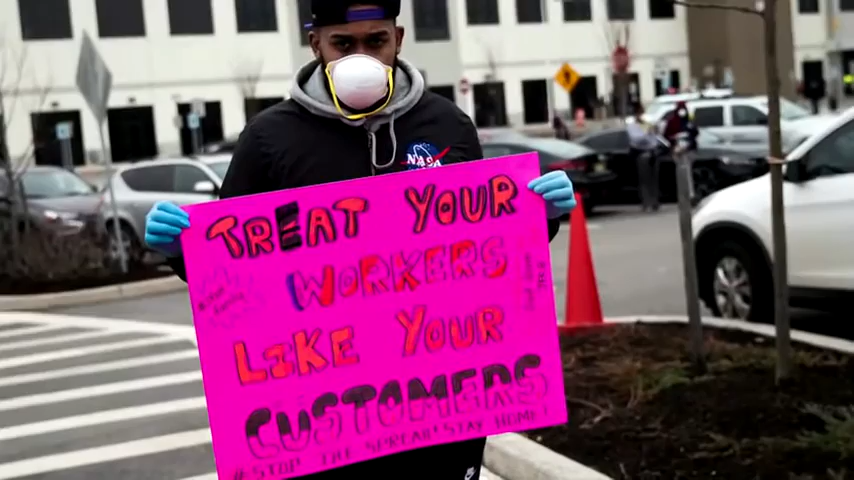 NASA
TREAT YOUR
WORKERS
LIKE YOUR
CUSTOMERS
#STOP THE SPREAD! STAY HOME!